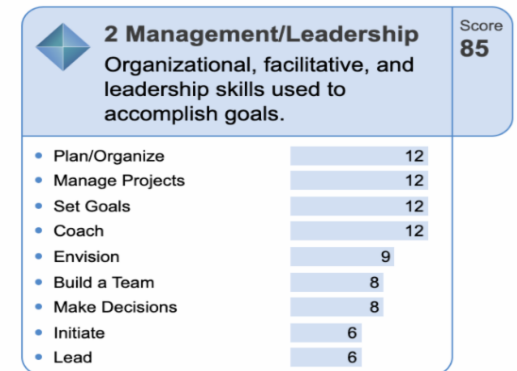 2 Management/Leadership
Organizational, facilitative, and
leadership skills used to
accomplish goals.
Score
85
Plan/Organize 12
Manage Projects 12
Set Goals 12
Coach 12
Envision 9
Build a Team 8
Make Decisions 8
Initiate 6
Lead 6